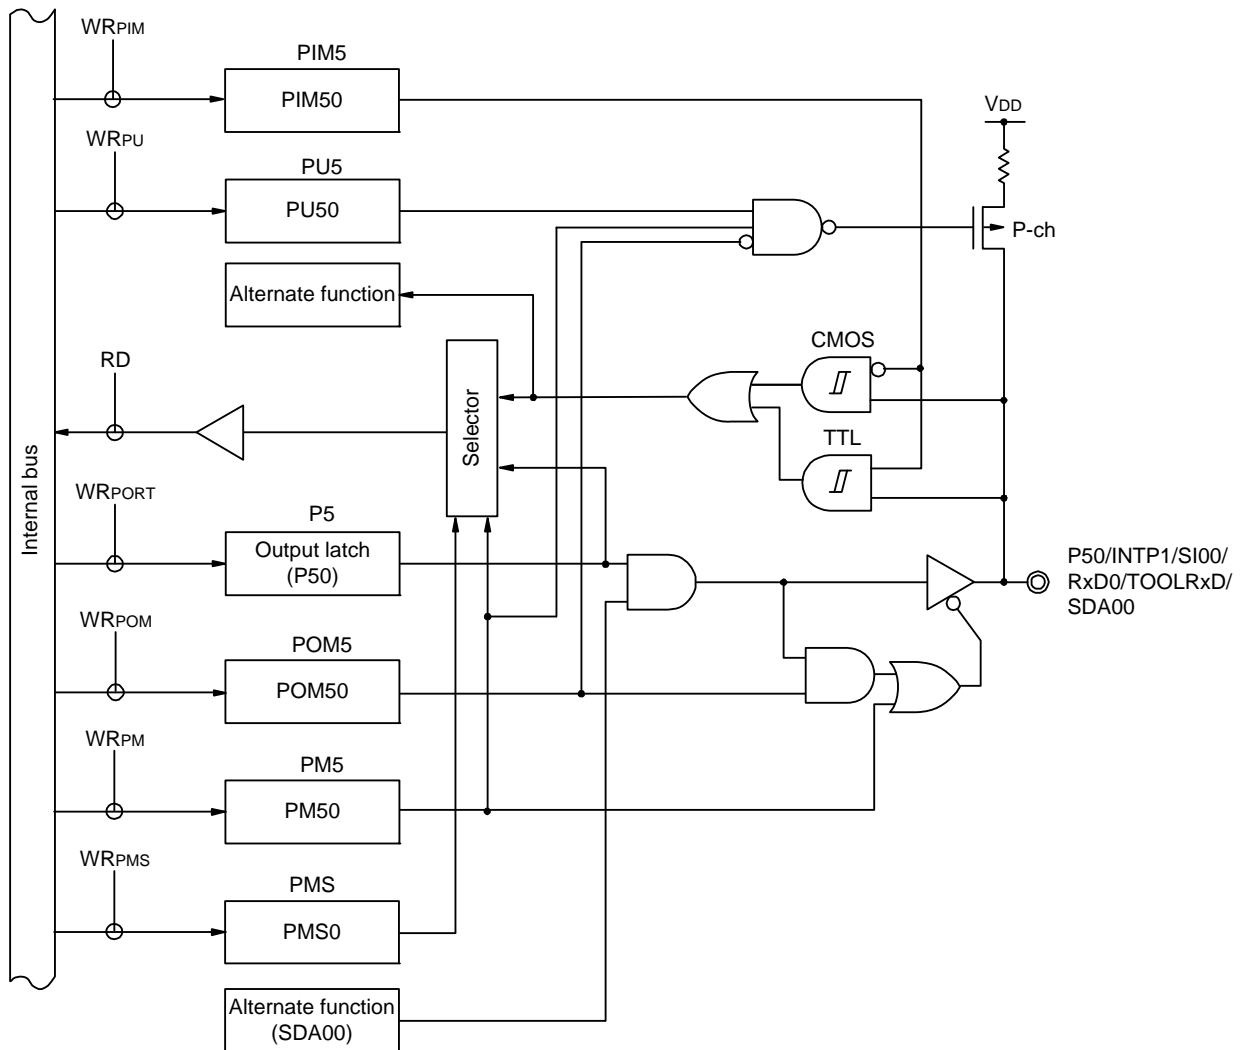 WRPIM
PIM5
PIM50
VDD
WRPU
PU5
PU50
P-ch
Alternate function
CMOS
RD
Selector
TTL
Internal bus
WRPORT
P5
Output latch
(P50)
P50/INTP1/SI00/
RxD0/TOOLRxD/
SDA00
WRPOM
POM5
POM50
WRPM
PM5
PM50
WRPMS
PMS
PMS0
Alternate function
(SDA00)